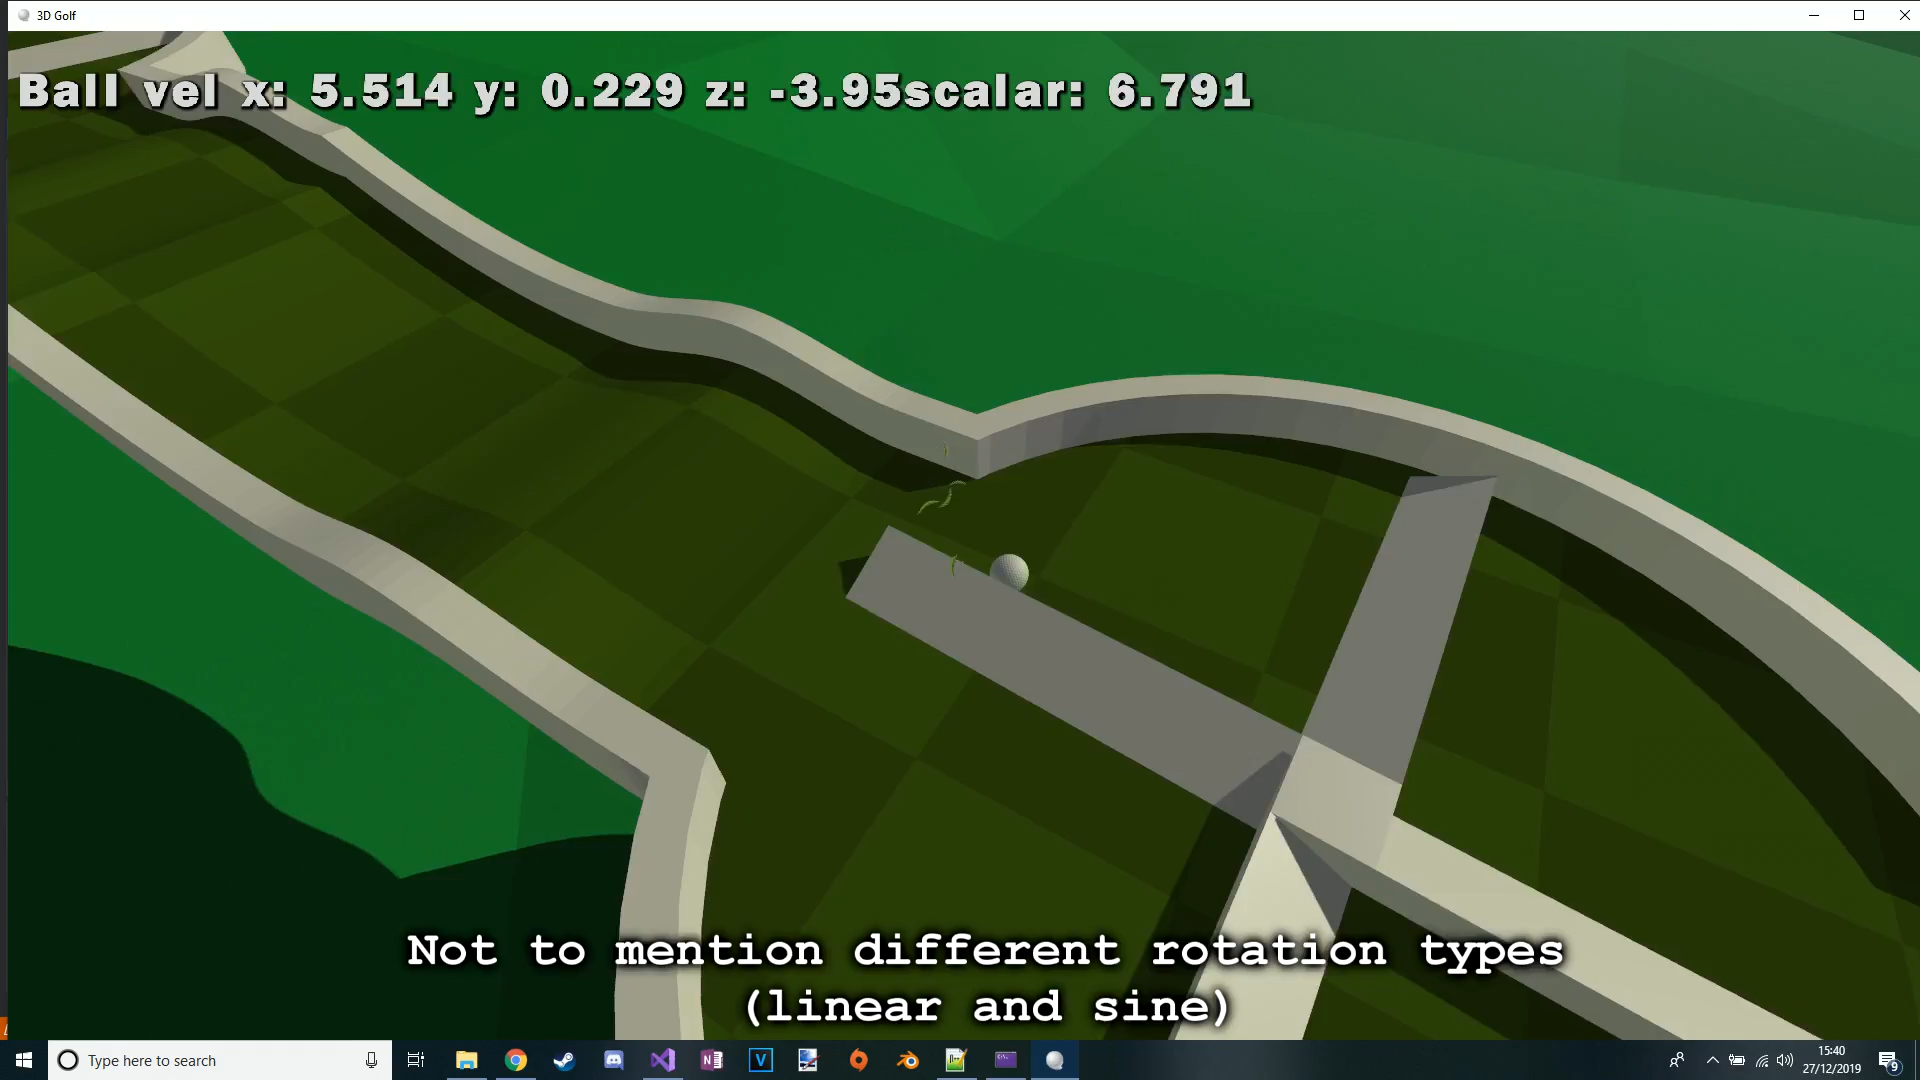 3D Golf
Ball vel x: 5.514 y: 0.229 z: -3.95scalar: 6.791
Not to mention different rotation types
(linear and sine)
Type here to search
15:40
27/12/2019
9